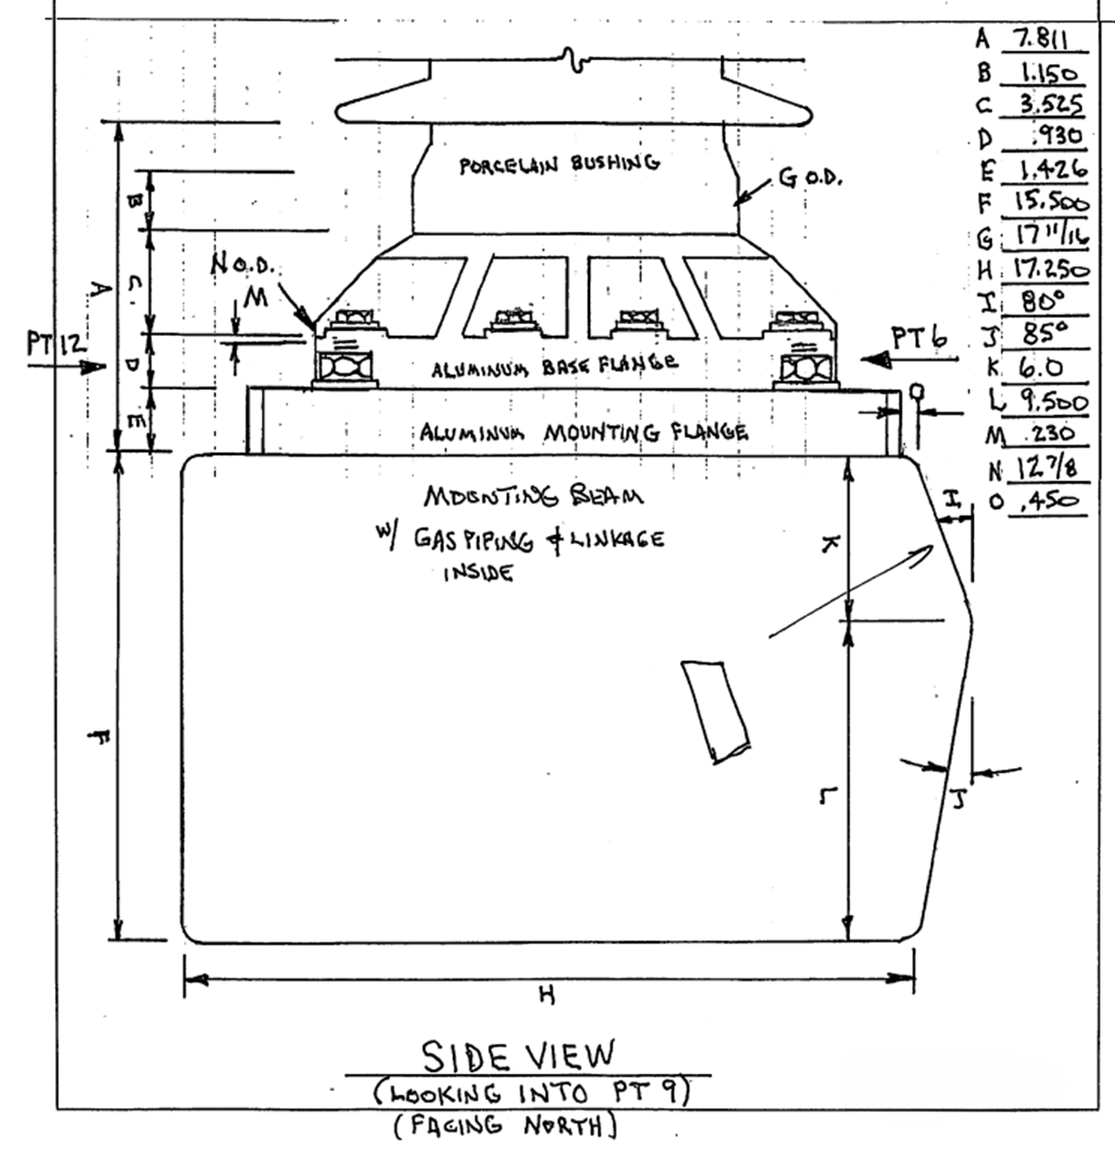 A 7.811
B 1.150
C 3.525
D .930
E 1.426
F 15.500
G 17 11/16
H 17.250
I 80°
J 85°
K 6.0
L 9.500
M .230
N 12 7/8
O .450
PORCELAIN BUSHING
G O.D.
B
N O.D.
M
C
A
PT 12
D
PT 6
ALUMINUM BASE FLANGE
O
E
ALUMINUM MOUNTING FLANGE
MOUNTING BEAM
W/ GAS PIPING & LINKAGE
INSIDE
I
K
F
L
J
H
SIDE VIEW
(LOOKING INTO PT 9)
(FACING NORTH)